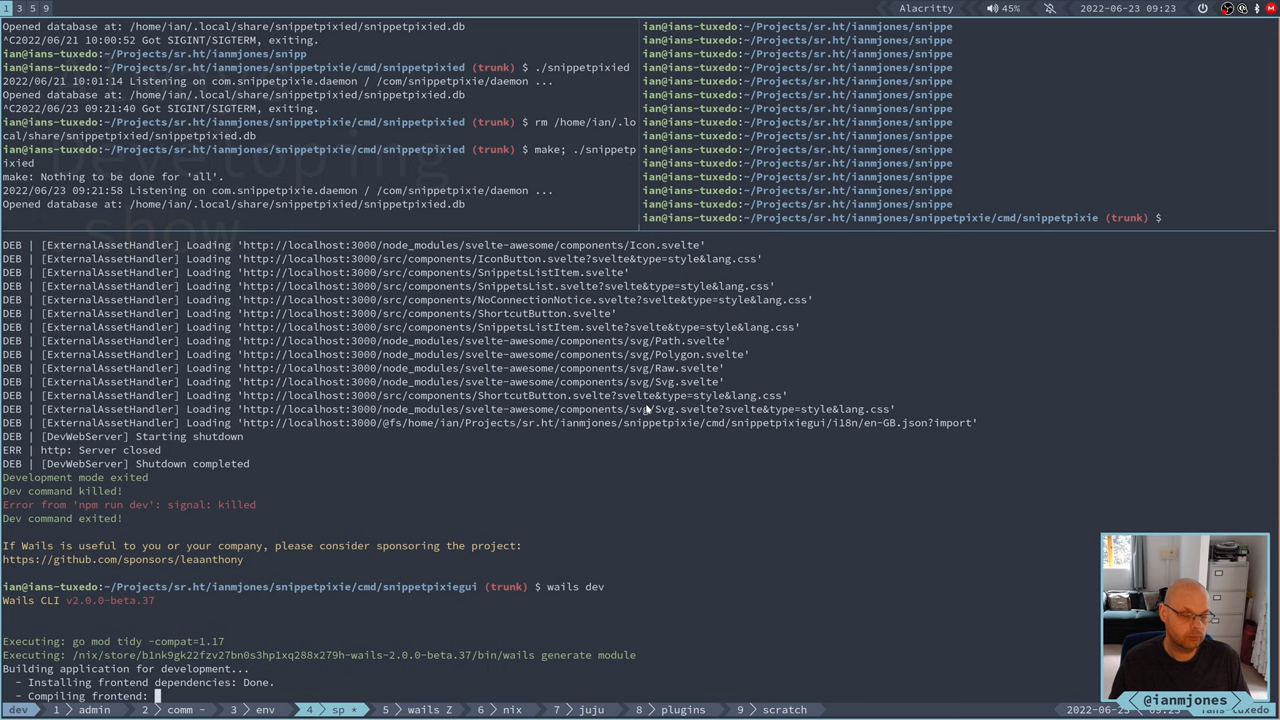 1 3 5 9
Alacritty 45% 2022-06-23 09:23
Opened database at: /home/ian/.local/share/snippetpixied/snippetpixied.db
^C2022/06/21 10:00:52 Got SIGINT/SIGTERM, exiting.
ian@ians-tuxedo:~/Projects/sr.ht/ianmjones/snipp
ian@ians-tuxedo:~/Projects/sr.ht/ianmjones/snippetpixie/cmd/snippetpixied (trunk) $ ./snippetpixied
2022/06/21 10:01:14 Listening on com.snippetpixie.daemon / /com/snippetpixie/daemon ...
Opened database at: /home/ian/.local/share/snippetpixied/snippetpixied.db
^C2022/06/23 09:21:40 Got SIGINT/SIGTERM, exiting.
ian@ians-tuxedo:~/Projects/sr.ht/ianmjones/snippetpixie/cmd/snippetpixied (trunk) $ rm /home/ian/.lo
cal/share/snippetpixied/snippetpixied.db
ian@ians-tuxedo:~/Projects/sr.ht/ianmjones/snippetpixie/cmd/snippetpixied (trunk) $ make; ./snippetp
ixied
make: Nothing to be done for 'all'.
2022/06/23 09:21:58 Listening on com.snippetpixie.daemon / /com/snippetpixie/daemon ...
Opened database at: /home/ian/.local/share/snippetpixied/snippetpixied.db
Developing
show
ian@ians-tuxedo:~/Projects/sr.ht/ianmjones/snippe
ian@ians-tuxedo:~/Projects/sr.ht/ianmjones/snippe
ian@ians-tuxedo:~/Projects/sr.ht/ianmjones/snippe
ian@ians-tuxedo:~/Projects/sr.ht/ianmjones/snippe
ian@ians-tuxedo:~/Projects/sr.ht/ianmjones/snippe
ian@ians-tuxedo:~/Projects/sr.ht/ianmjones/snippe
ian@ians-tuxedo:~/Projects/sr.ht/ianmjones/snippe
ian@ians-tuxedo:~/Projects/sr.ht/ianmjones/snippe
ian@ians-tuxedo:~/Projects/sr.ht/ianmjones/snippe
ian@ians-tuxedo:~/Projects/sr.ht/ianmjones/snippe
ian@ians-tuxedo:~/Projects/sr.ht/ianmjones/snippe
ian@ians-tuxedo:~/Projects/sr.ht/ianmjones/snippe
ian@ians-tuxedo:~/Projects/sr.ht/ianmjones/snippe
ian@ians-tuxedo:~/Projects/sr.ht/ianmjones/snippe
ian@ians-tuxedo:~/Projects/sr.ht/ianmjones/snippetpixie/cmd/snippetpixie (trunk) $
DEB | [ExternalAssetHandler] Loading 'http://localhost:3000/node_modules/svelte-awesome/components/Icon.svelte'
DEB | [ExternalAssetHandler] Loading 'http://localhost:3000/src/components/IconButton.svelte?svelte&type=style&lang.css'
DEB | [ExternalAssetHandler] Loading 'http://localhost:3000/src/components/SnippetsListItem.svelte'
DEB | [ExternalAssetHandler] Loading 'http://localhost:3000/src/components/SnippetsList.svelte?svelte&type=style&lang.css'
DEB | [ExternalAssetHandler] Loading 'http://localhost:3000/src/components/NoConnectionNotice.svelte?svelte&type=style&lang.css'
DEB | [ExternalAssetHandler] Loading 'http://localhost:3000/src/components/ShortcutButton.svelte'
DEB | [ExternalAssetHandler] Loading 'http://localhost:3000/src/components/SnippetsListItem.svelte?svelte&type=style&lang.css'
DEB | [ExternalAssetHandler] Loading 'http://localhost:3000/node_modules/svelte-awesome/components/svg/Path.svelte'
DEB | [ExternalAssetHandler] Loading 'http://localhost:3000/node_modules/svelte-awesome/components/svg/Polygon.svelte'
DEB | [ExternalAssetHandler] Loading 'http://localhost:3000/node_modules/svelte-awesome/components/svg/Raw.svelte'
DEB | [ExternalAssetHandler] Loading 'http://localhost:3000/node_modules/svelte-awesome/components/svg/Svg.svelte'
DEB | [ExternalAssetHandler] Loading 'http://localhost:3000/src/components/ShortcutButton.svelte?svelte&type=style&lang.css'
DEB | [ExternalAssetHandler] Loading 'http://localhost:3000/node_modules/svelte-awesome/components/svg/Svg.svelte?svelte&type=style&lang.css'
DEB | [ExternalAssetHandler] Loading 'http://localhost:3000/@fs/home/ian/Projects/sr.ht/ianmjones/snippetpixie/cmd/snippetpixiegui/i18n/en-GB.json?import'
DEB | [DevWebServer] Starting shutdown
ERR | http: Server closed
DEB | [DevWebServer] Shutdown completed
Development mode exited
Dev command killed!
Error from 'npm run dev': signal: killed
Dev command exited!
If Wails is useful to you or your company, please consider sponsoring the project:
https://github.com/sponsors/leaanthony
ian@ians-tuxedo:~/Projects/sr.ht/ianmjones/snippetpixie/cmd/snippetpixiegui (trunk) $ wails dev
Wails CLI v2.0.0-beta.37
Executing: go mod tidy -compat=1.17
Executing: /nix/store/b1nk9gk22fzv27bn0s3hp1xq288x279h-wails-2.0.0-beta.37/bin/wails generate module
Building application for development...
- Installing frontend dependencies: Done.
- Compiling frontend:
@ianmjones
dev 1 admin 2 comm - 3 env 4 sp * 5 wails Z 6 nix 7 juju 8 plugins 9 scratch 2022-06-23